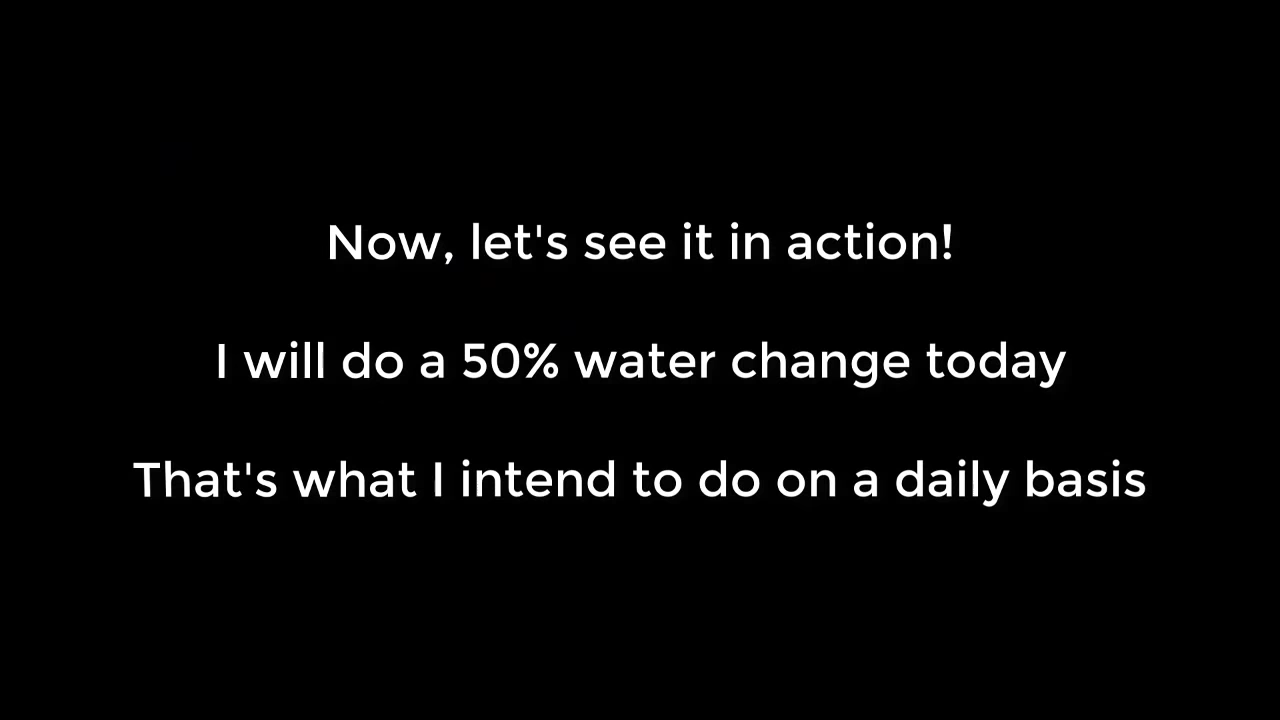 Now, let's see it in action!
I will do a 50% water change today
That's what I intend to do on a daily basis